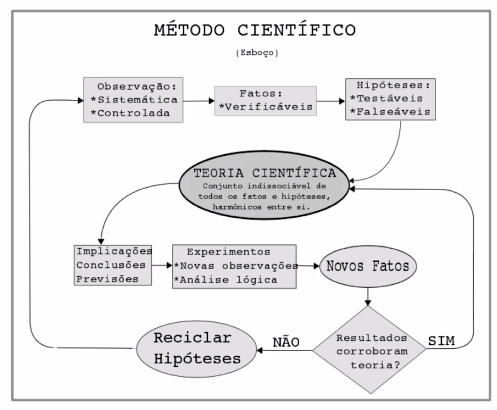 MÉTODO CIENTÍFICO
(Esboço)
Observação:
*Sistemática
*Controlada
Fatos:
*Verificáveis
Hipóteses:
*Testáveis
*Falseáveis
TEORIA CIENTÍFICA
Conjunto indissociável de
todos os fatos e hipóteses,
harmônicos entre si.
Implicações
Conclusões
Previsões
Experimentos
*Novas observações
*Análise lógica
Novos Fatos
Resultados
corroboram
teoria?
SIM
NÃO
Reciclar
Hipóteses